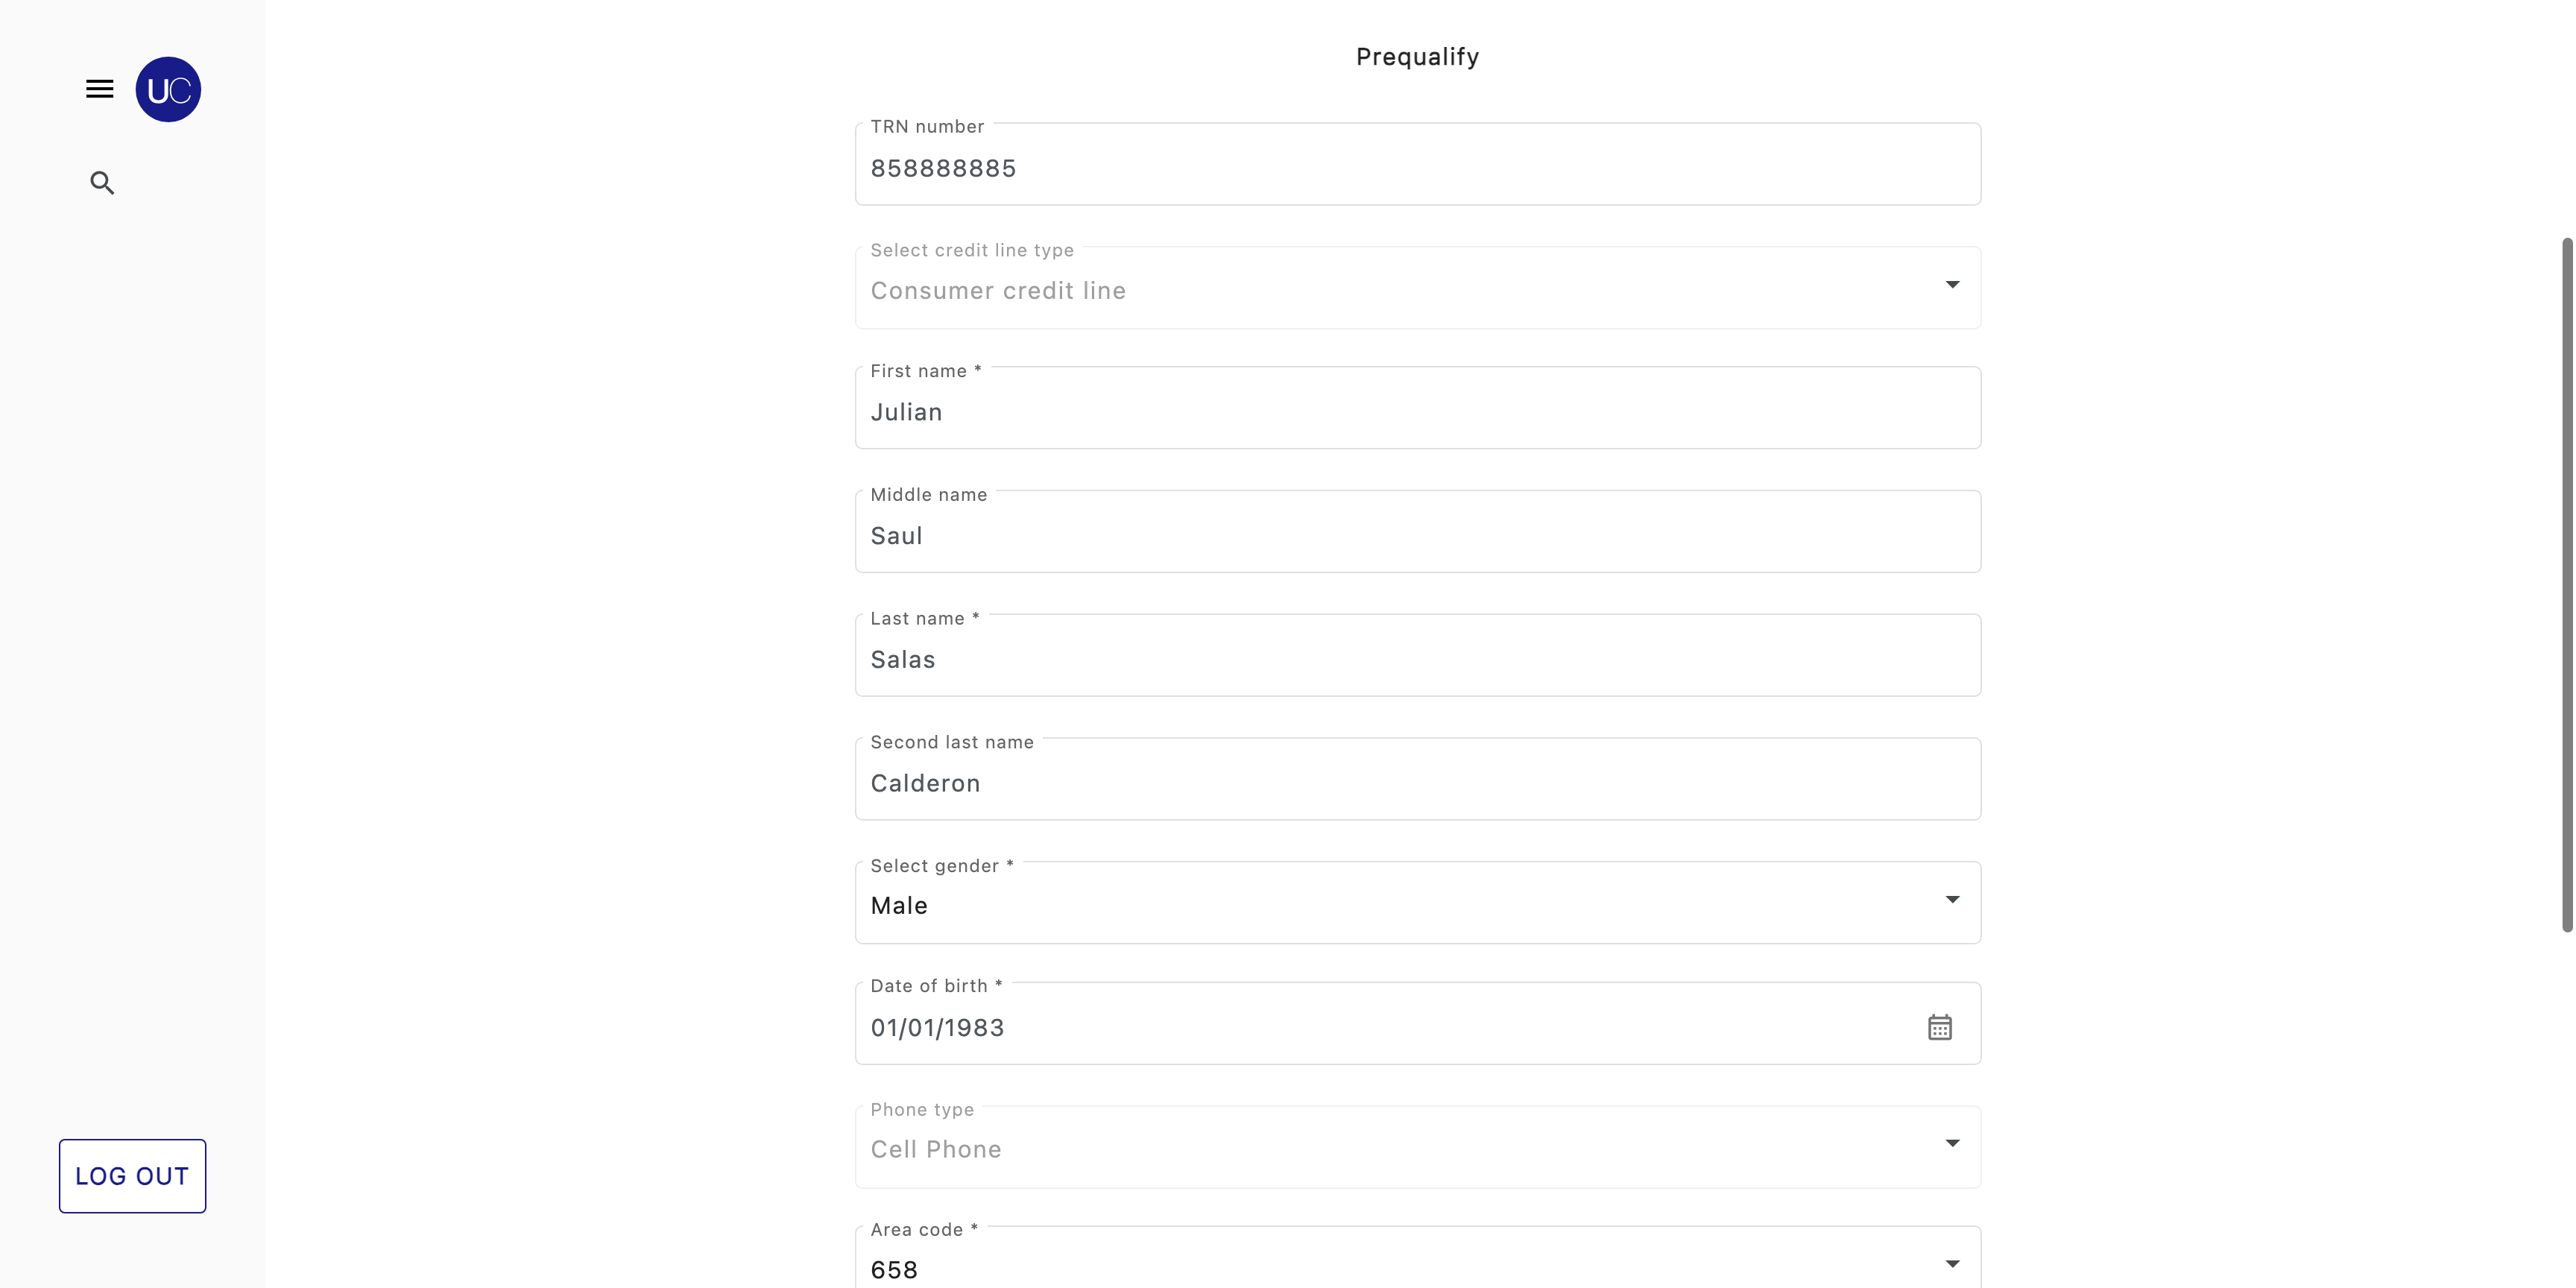 UC
Prequalify
TRN number
858888885
Select credit line type
Consumer credit line
First name *
Julian
Middle name
Saul
Last name *
Salas
Second last name
Calderon
Select gender *
Male
Date of birth *
01/01/1983
Phone type
Cell Phone
Area code *
658
LOG OUT